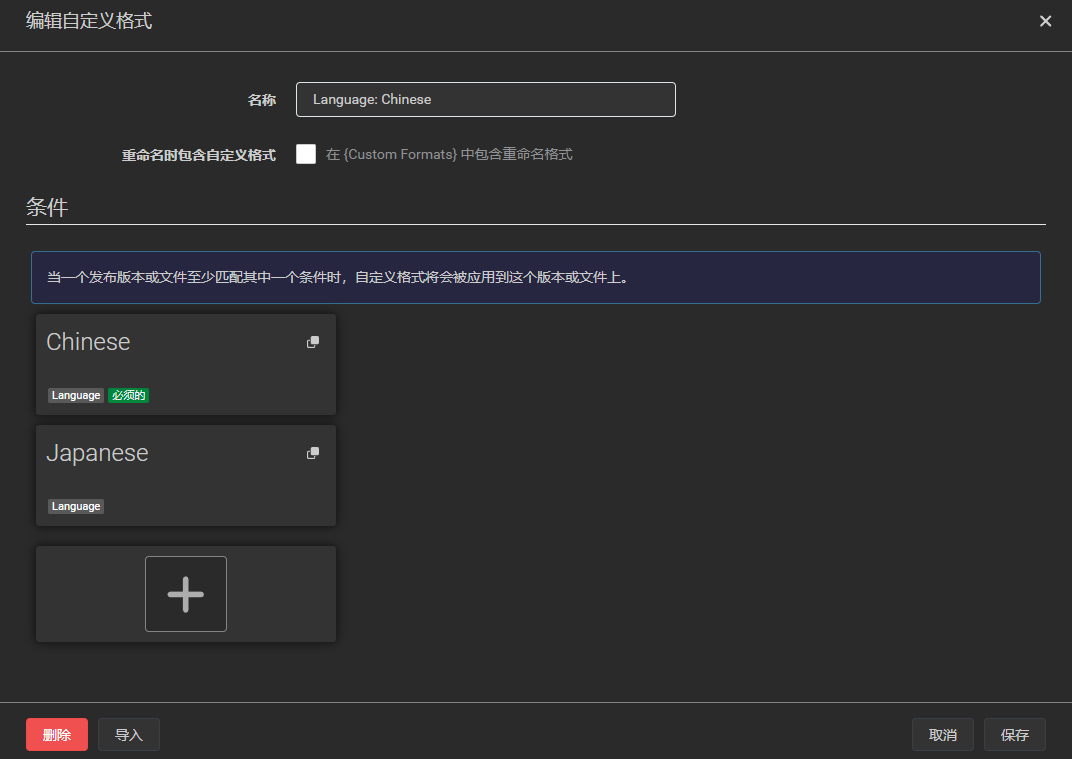 编辑自定义格式
名称
Language: Chinese
重命名时包含自定义格式
在 {Custom Formats} 中包含重命名格式
条件
当一个发布版本或文件至少匹配其中一个条件时，自定义格式将会被应用到这个版本或文件上。
Chinese
Language 必须的
Japanese
Language
删除 导入 取消 保存